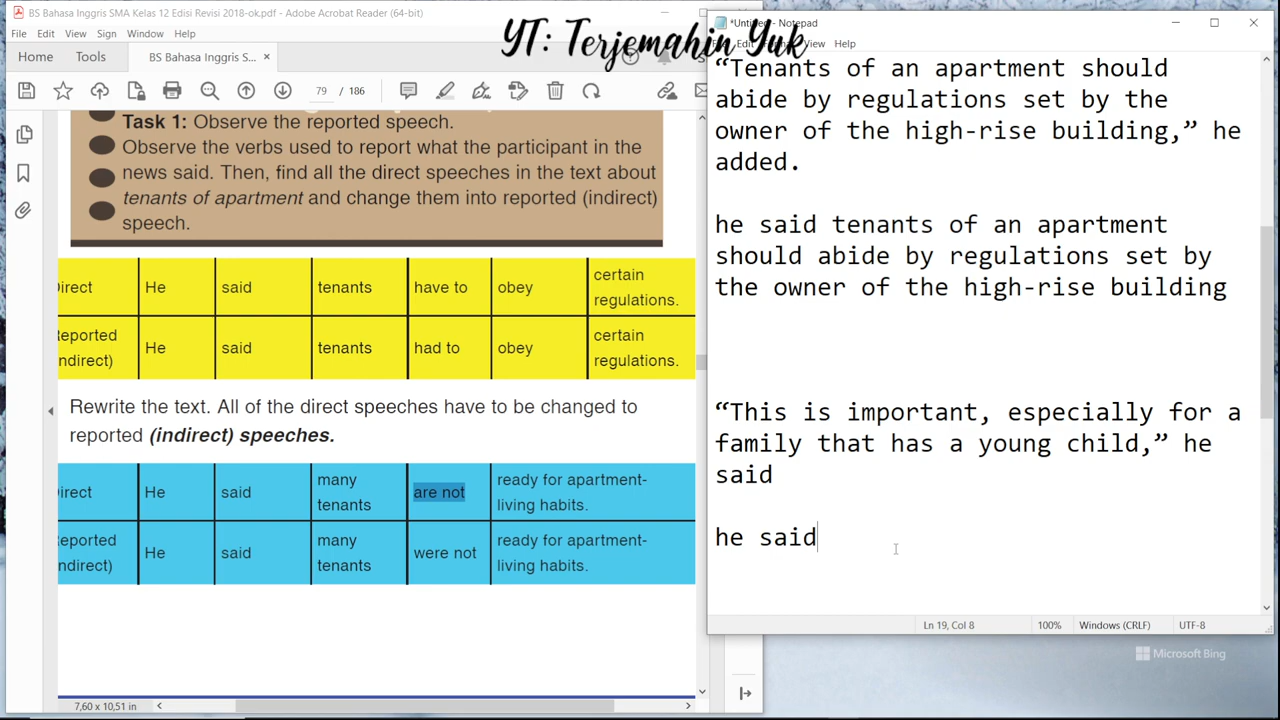 BS Bahasa Inggris SMA Kelas 12 Edisi Revisi 2018-ok.pdf - Adobe Acrobat Reader (64-bit)
File Edit View Sign Window Help
Home Tools BS Bahasa Inggris S... ×
79 / 186
Task 1: Observe the reported speech.
Observe the verbs used to report what the participant in the
news said. Then, find all the direct speeches in the text about
tenants of apartment and change them into reported (indirect)
speech.
Direct He said tenants have to obey certain regulations.
Reported (indirect) He said tenants had to obey certain regulations.
Rewrite the text. All of the direct speeches have to be changed to
reported (indirect) speeches.
Direct He said many tenants are not ready for apartment-living habits.
Reported (indirect) He said many tenants were not ready for apartment-living habits.
7,60 x 10,51 in
YT: Terjemahin Yuk
*Untitled - Notepad
Edit View Help
“Tenants of an apartment should
abide by regulations set by the
owner of the high-rise building,” he
added.
he said tenants of an apartment
should abide by regulations set by
the owner of the high-rise building
“This is important, especially for a
family that has a young child,” he
said
he said
Ln 19, Col 8 100% Windows (CRLF) UTF-8
Microsoft Bing